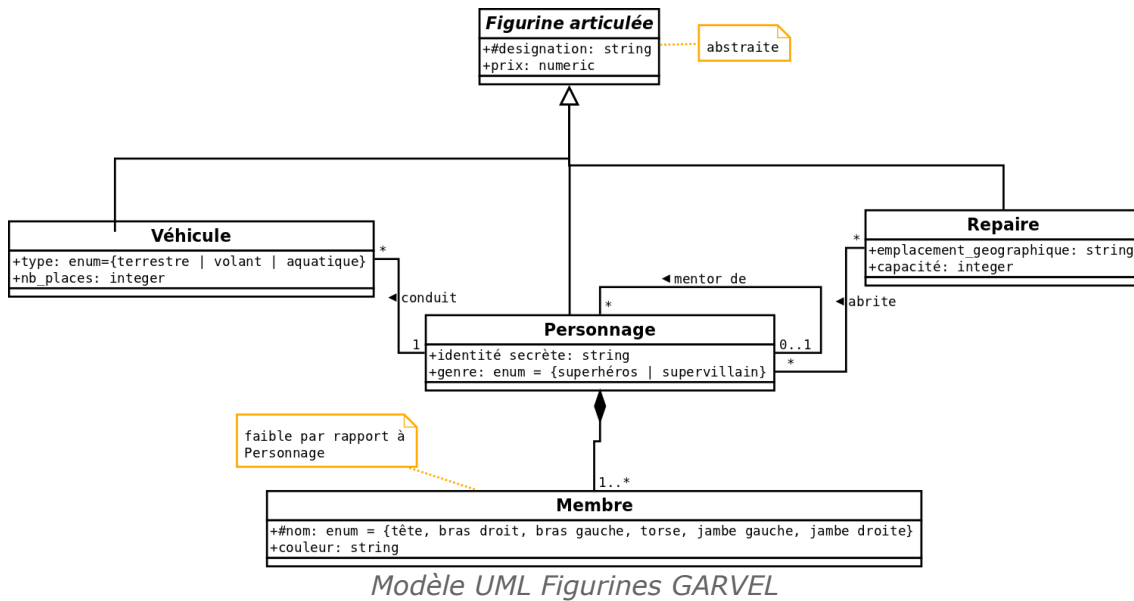 Figurine articulée
+#designation: string
+prix: numeric
abstraite
Véhicule
+type: enum={terrestre | volant | aquatique}
+nb_places: integer
Repaire
+emplacement_geographique: string
+capacité: integer
*
*
◄ mentor de
◄ conduit
*
◄ abrite
Personnage
1
0..1
+identité secrète: string
+genre: enum = {superhéros | supervillain}
*
faible par rapport à
Personnage
1..*
Membre
+#nom: enum = {tête, bras droit, bras gauche, torse, jambe gauche, jambe droite}
+couleur: string
Modèle UML Figurines GARVEL